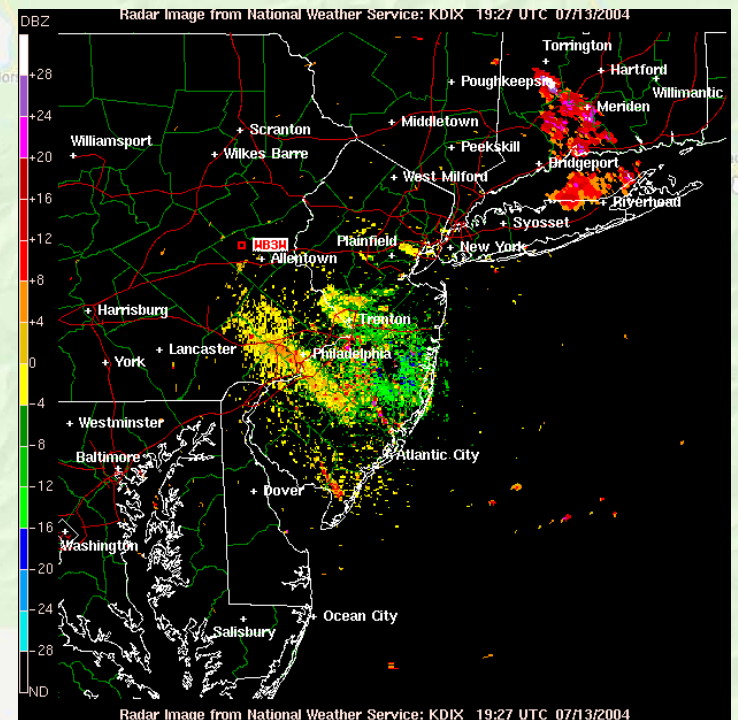 Radar Image from National Weather Service: KDIX 19:27 UTC 07/13/2004
DBZ
Torrington
+28
Poughkeepsie
Hartford
Willimantic
+24
Meriden
Middletown
Scranton
Williamsport
+20
Wilkes Barre
Peekskill
Bridgeport
West Milford
+16
Riverhead
Syosset
+12
WB3W
Plainfield
New York
Allentown
+8
Harrisburg
+4
Trenton
Lancaster
Philadelphia
York
0
-4
Westminster
-8
Baltimore
Atlantic City
-12
Dover
-16
Washington
-20
-24
Ocean City
Salisbury
-28
ND
Radar Image from National Weather Service: KDIX 19:27 UTC 07/13/2004